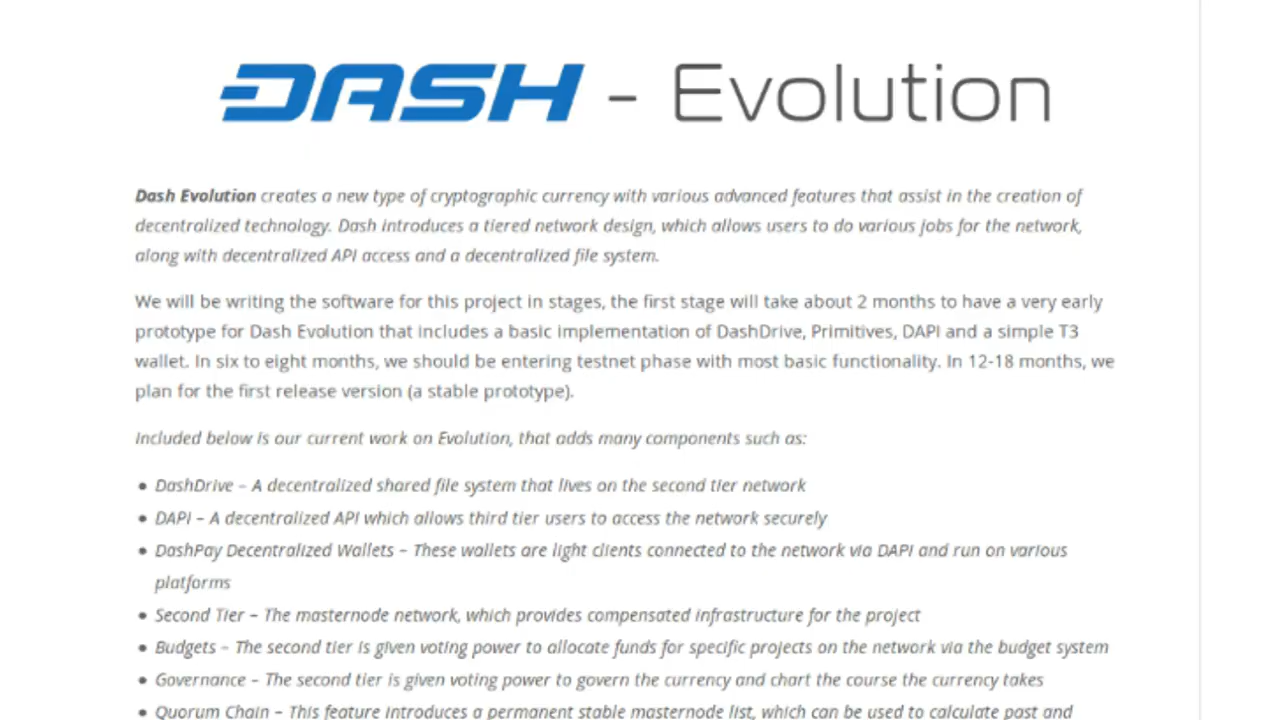 DASH - Evolution
Dash Evolution creates a new type of cryptographic currency with various advanced features that assist in the creation of
decentralized technology. Dash introduces a tiered network design, which allows users to do various jobs for the network,
along with decentralized API access and a decentralized file system.
We will be writing the software for this project in stages, the first stage will take about 2 months to have a very early
prototype for Dash Evolution that includes a basic implementation of DashDrive, Primitives, DAPI and a simple T3
wallet. In six to eight months, we should be entering testnet phase with most basic functionality. In 12-18 months, we
plan for the first release version (a stable prototype).
Included below is our current work on Evolution, that adds many components such as:
• DashDrive – A decentralized shared file system that lives on the second tier network
• DAPI – A decentralized API which allows third tier users to access the network securely
• DashPay Decentralized Wallets – These wallets are light clients connected to the network via DAPI and run on various
platforms
• Second Tier – The masternode network, which provides compensated infrastructure for the project
• Budgets – The second tier is given voting power to allocate funds for specific projects on the network via the budget system
• Governance – The second tier is given voting power to govern the currency and chart the course the currency takes
• Quorum Chain – This feature introduces a permanent stable masternode list, which can be used to calculate past and